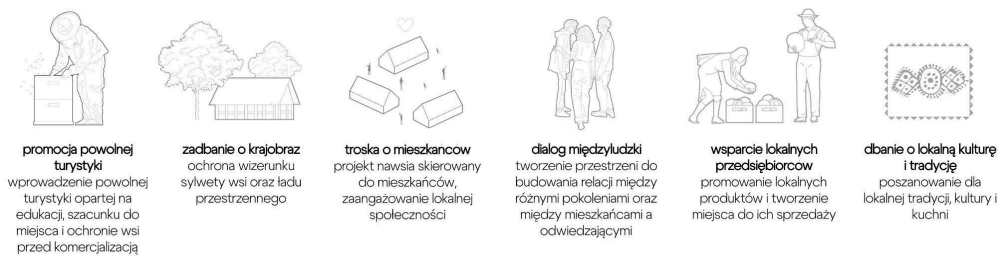 promocja powolnej
turystyki
wprowadzenie powolnej
turystyki opartej na
edukacji, szacunku do
miejsca i ochronie wsi
przed komercjalizacją
zadbanie o krajobraz
ochrona wizerunku
sylwety wsi oraz ładu
przestrzennego
troska o mieszkancow
projekt nawsia skierowany
do mieszkańców,
zaangażowanie lokalnej
społeczności
dialog międzyludzki
tworzenie przestrzeni do
budowania relacji między
różnymi pokoleniami oraz
między mieszkańcami a
odwiedzającymi
wsparcie lokalnych
przedsiębiorcow
promowanie lokalnych
produktów i tworzenie
miejsca do ich sprzedaży
dbanie o lokalną kulturę
i tradycję
poszanowanie dla
lokalnej tradycji, kultury i
kuchni